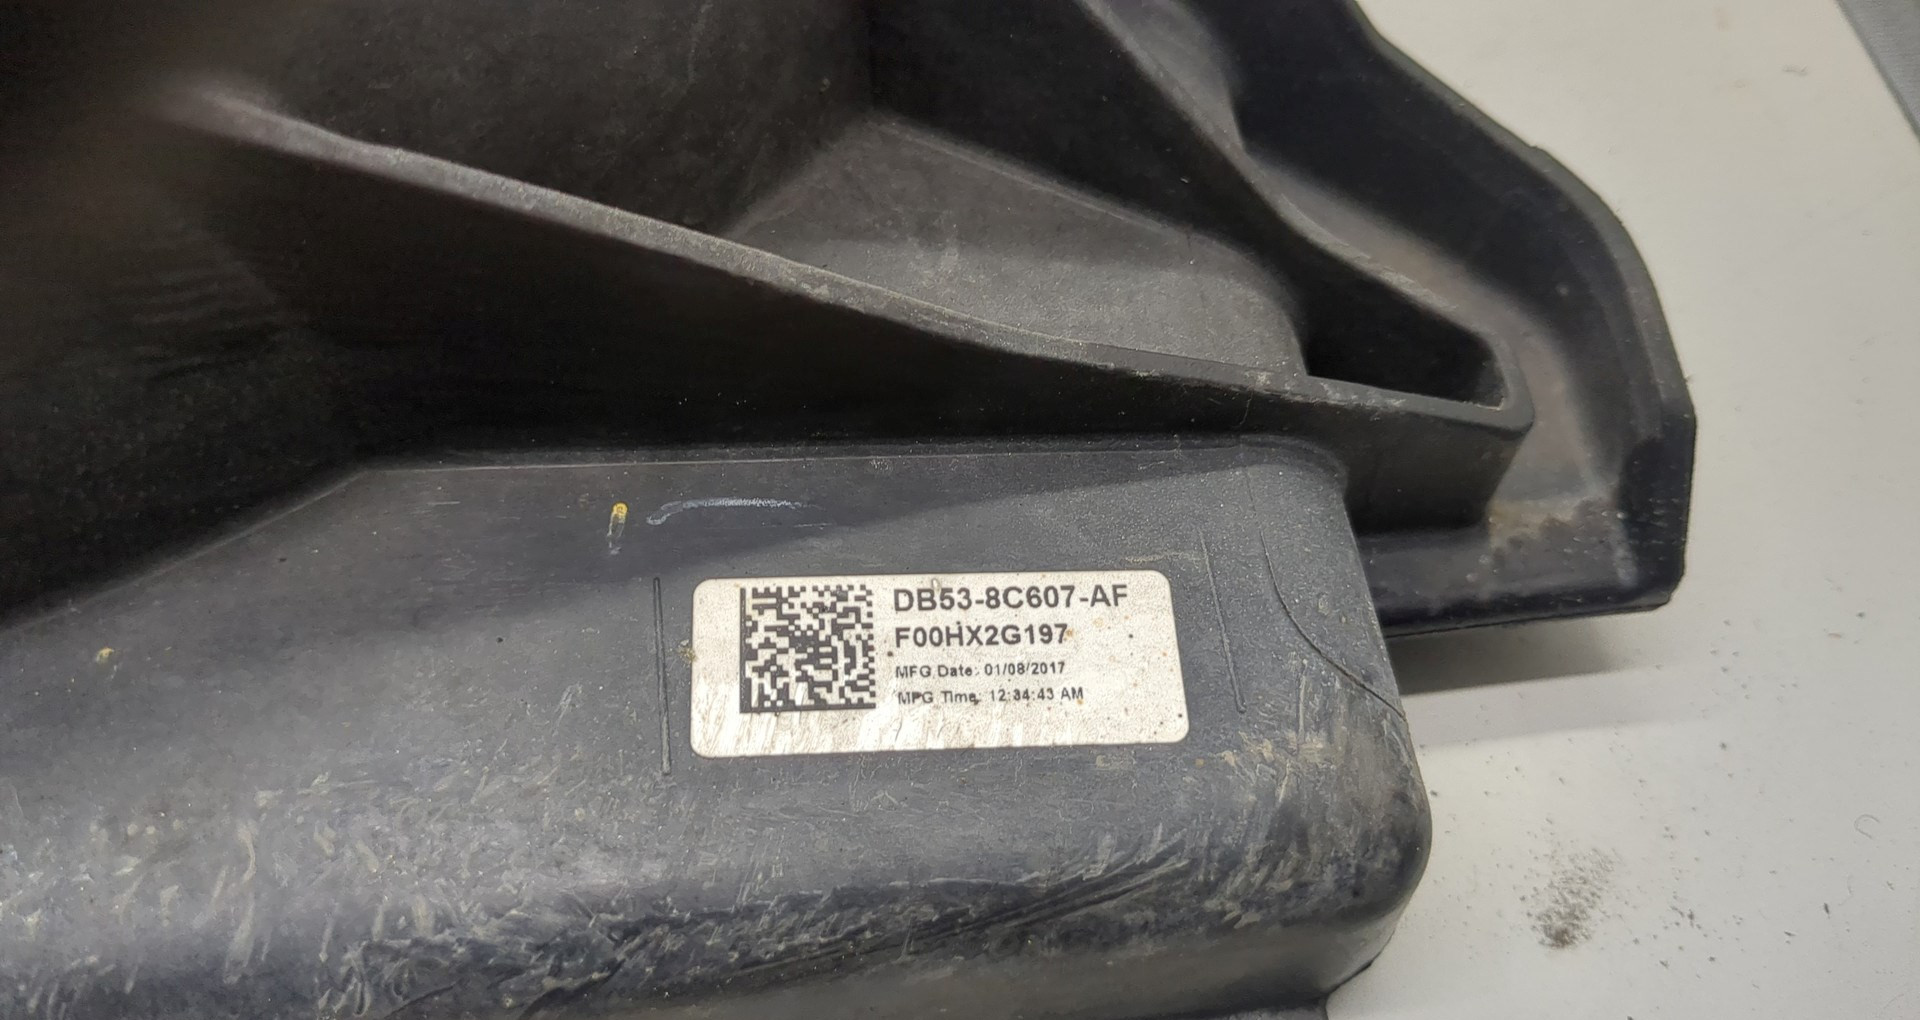 DB53-8C607-AF
F00HX2G197
MFG Date: 01/08/2017
MFG Time: 12:34:43 AM